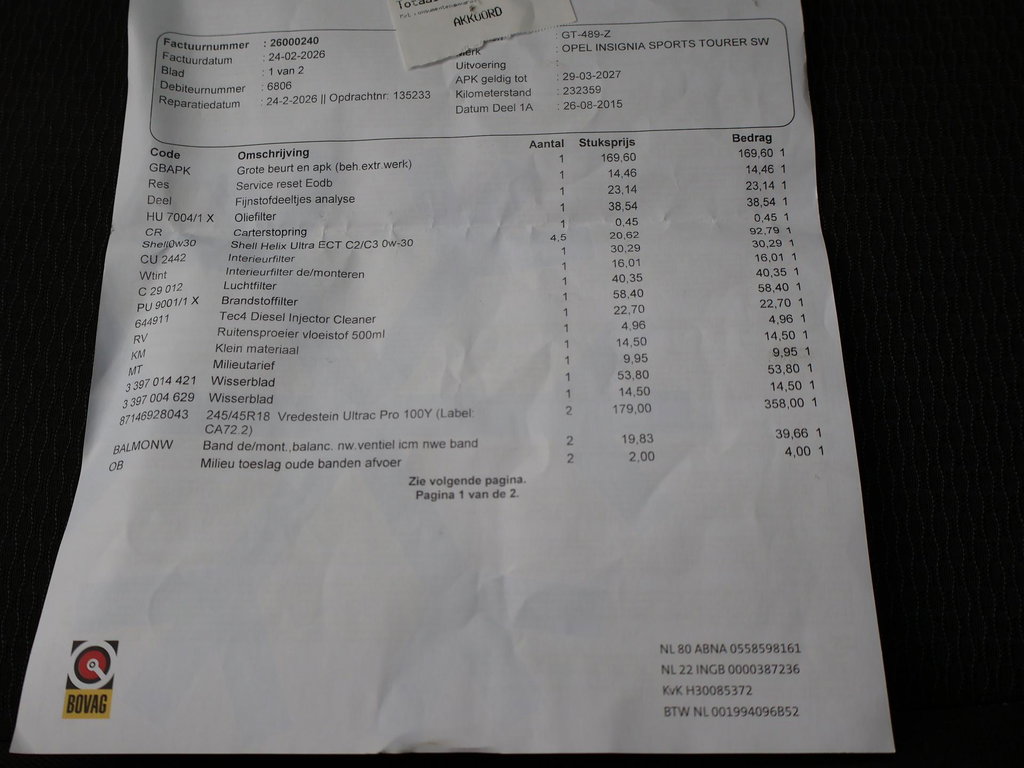 Totaa
AKKOORD
Factuurnummer : 26000240
Factuurdatum : 24-02-2026
Blad : 1 van 2
Debiteurnummer : 6806
Reparatiedatum : 24-2-2026 || Opdrachtnr: 135233
: GT-489-Z
Merk : OPEL INSIGNIA SPORTS TOURER SW
Uitvoering :
APK geldig tot : 29-03-2027
Kilometerstand : 232359
Datum Deel 1A : 26-08-2015
Code Omschrijving Aantal Stuksprijs Bedrag
GBAPK Grote beurt en apk (beh.extr.werk) 1 169,60 169,60 1
Res Service reset Eodb 1 14,46 14,46 1
Deel Fijnstofdeeltjes analyse 1 23,14 23,14 1
HU 7004/1 X Oliefilter 1 38,54 38,54 1
CR Carterstopring 1 0,45 0,45 1
Shell0w30 Shell Helix Ultra ECT C2/C3 0w-30 4,5 20,62 92,79 1
CU 2442 Interieurfilter 1 30,29 30,29 1
Wtint Interieurfilter de/monteren 1 16,01 16,01 1
C 29 012 Luchtfilter 1 40,35 40,35 1
PU 9001/1 X Brandstoffilter 1 58,40 58,40 1
644911 Tec4 Diesel Injector Cleaner 1 22,70 22,70 1
RV Ruitensproeier vloeistof 500ml 1 4,96 4,96 1
KM Klein materiaal 1 14,50 14,50 1
MT Milieutarief 1 9,95 9,95 1
3 397 014 421 Wisserblad 1 53,80 53,80 1
3 397 004 629 Wisserblad 1 14,50 14,50 1
87146928043 245/45R18 Vredestein Ultrac Pro 100Y (Label: 2 179,00 358,00 1
CA72.2)
BALMONW Band de/mont.,balanc. nw.ventiel icm nwe band 2 19,83 39,66 1
OB Milieu toeslag oude banden afvoer 2 2,00 4,00 1
Zie volgende pagina.
Pagina 1 van de 2.
BOVAG
NL 80 ABNA 0558598161
NL 22 INGB 0000387236
KvK H30085372
BTW NL 001994096B52